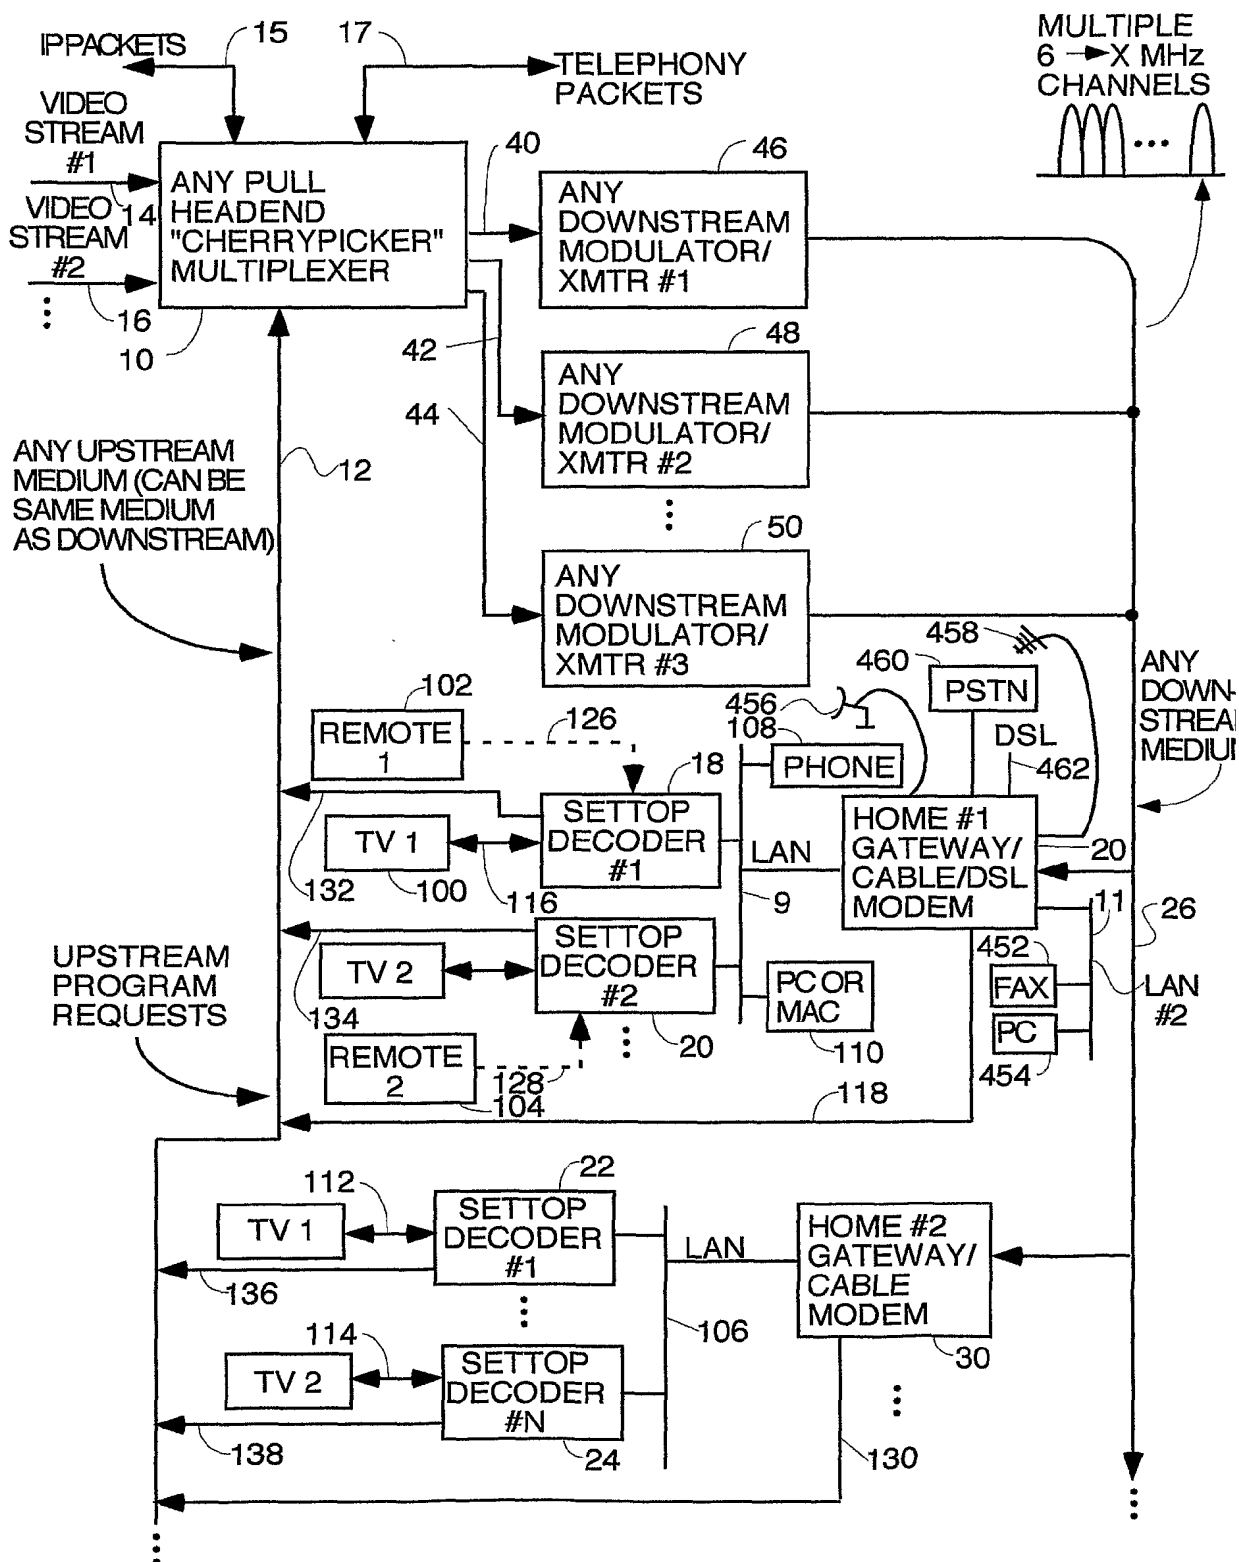 IP PACKETS
15
17
TELEPHONY
PACKETS
MULTIPLE
6 → X MHz
CHANNELS
...
VIDEO
STREAM
#1
14
VIDEO
STREAM
#2
16
10
ANY PULL
HEADEND
"CHERRYPICKER"
MULTIPLEXER
40
42
44
46
ANY
DOWNSTREAM
MODULATOR/
XMTR #1
48
ANY
DOWNSTREAM
MODULATOR/
XMTR #2
50
ANY
DOWNSTREAM
MODULATOR/
XMTR #3
ANY UPSTREAM
MEDIUM (CAN BE
SAME MEDIUM
AS DOWNSTREAM)
12
458
460
PSTN
456
DSL
462
ANY
DOWN-
STREA
MEDIU
102
REMOTE
1
126
18
108
PHONE
SETTOP
DECODER
#1
TV 1
100
116
132
LAN
9
HOME #1
GATEWAY/
CABLE/DSL
MODEM
20
11
26
UPSTREAM
PROGRAM
REQUESTS
TV 2
134
SETTOP
DECODER
#2
20
PC OR
MAC
110
452
FAX
PC
454
LAN
#2
REMOTE
2
104
128
118
22
112
TV 1
SETTOP
DECODER
#1
136
LAN
106
HOME #2
GATEWAY/
CABLE
MODEM
30
114
TV 2
SETTOP
DECODER
#N
138
24
130